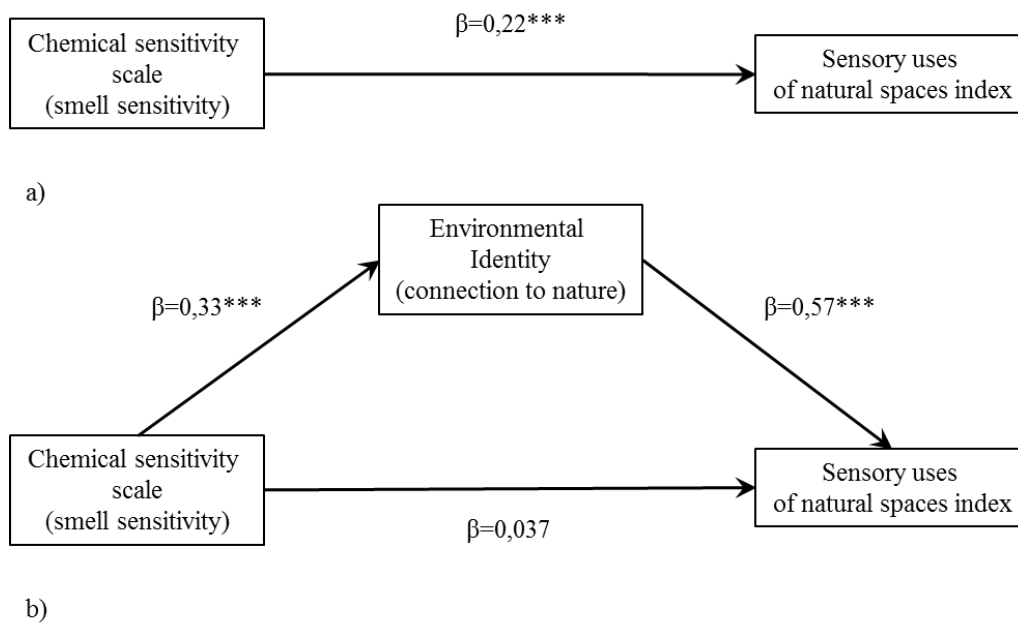 β=0,22***
Chemical sensitivity
scale
(smell sensitivity)
Sensory uses
of natural spaces index
a)
Environmental
Identity
(connection to nature)
β=0,33***
β=0,57***
Chemical sensitivity
scale
(smell sensitivity)
Sensory uses
of natural spaces index
β=0,037
b)